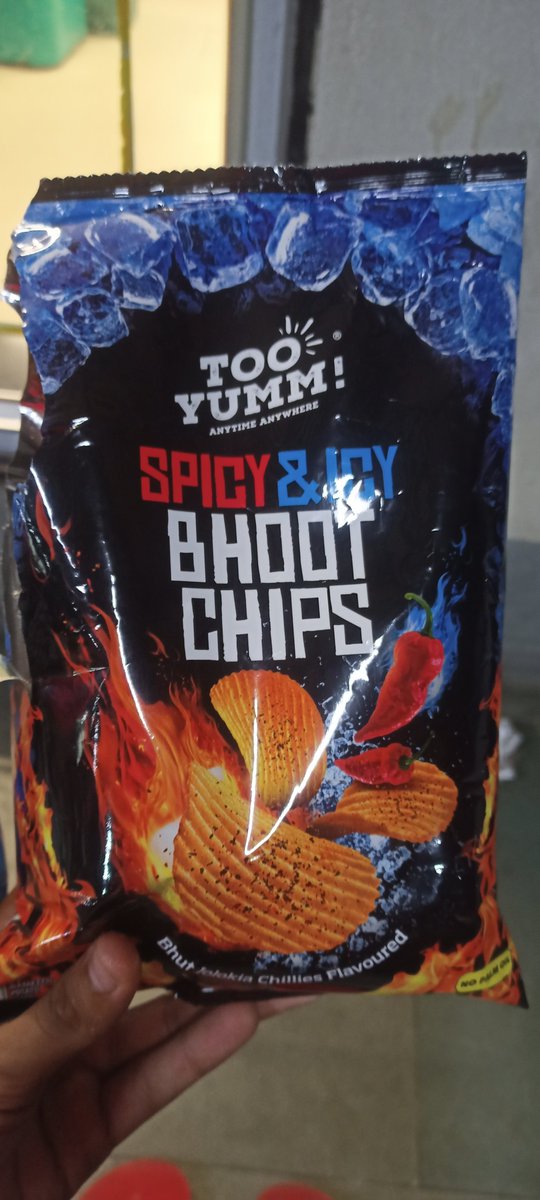 TOO
YUMM!
®
ANYTIME ANYWHERE
SPICY & ICY
BHOOT
CHIPS
Bhut Jolokia Chillies Flavoured
NO PALM OIL